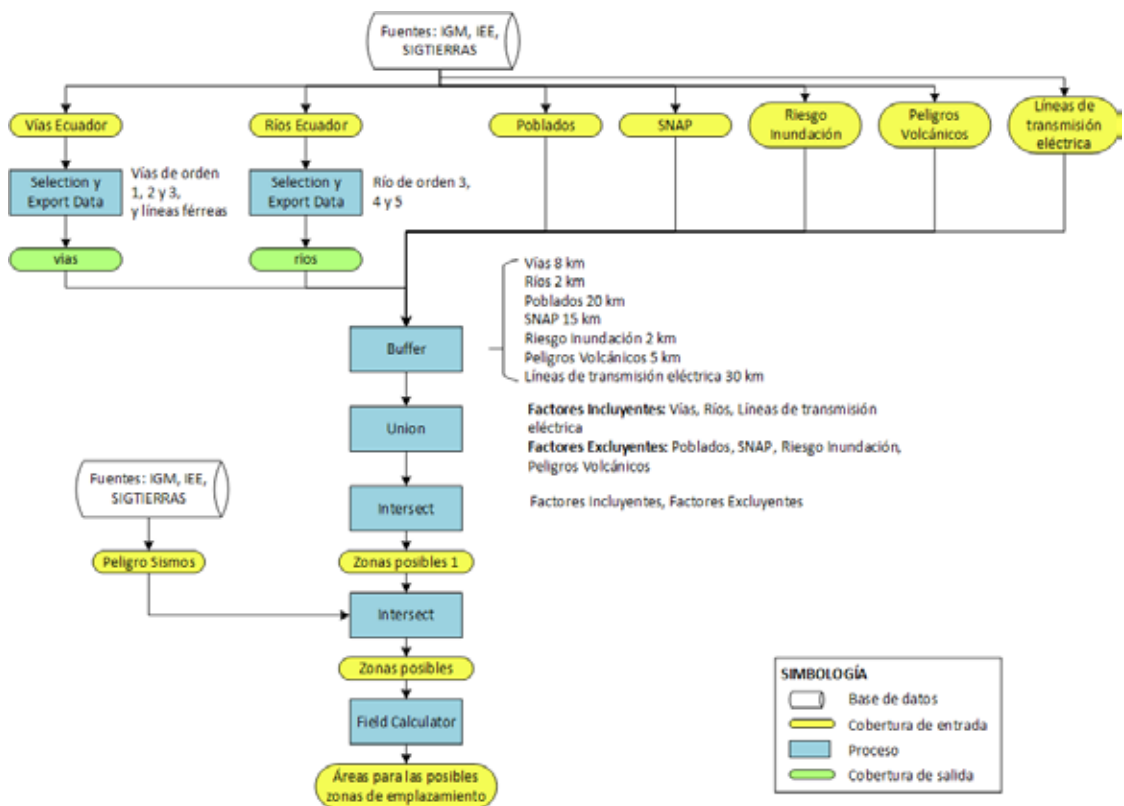 Fuentes: IGM, IEE,
SIGTIERRAS
Vías Ecuador
Ríos Ecuador
Poblados
SNAP
Riesgo
Inundación
Peligros
Volcánicos
Líneas de
transmisión
eléctrica
Selection y
Export Data
Vías de orden
1, 2 y 3,
y líneas férreas
Selection y
Export Data
Río de orden 3,
4 y 5
vías
ríos
Vías 8 km
Ríos 2 km
Poblados 20 km
SNAP 15 km
Riesgo Inundación 2 km
Peligros Volcánicos 5 km
Líneas de transmisión eléctrica 30 km
Buffer
Union
Factores Incluyentes: Vías, Ríos, Líneas de transmisión
eléctrica
Factores Excluyentes: Poblados, SNAP, Riesgo Inundación,
Peligros Volcánicos
Fuentes: IGM, IEE,
SIGTIERRAS
Intersect
Factores Incluyentes, Factores Excluyentes
Peligro Sismos
Zonas posibles 1
Intersect
Zonas posibles
Field Calculator
Áreas para las posibles
zonas de emplazamiento
SIMBOLOGÍA
Base de datos
Cobertura de entrada
Proceso
Cobertura de salida